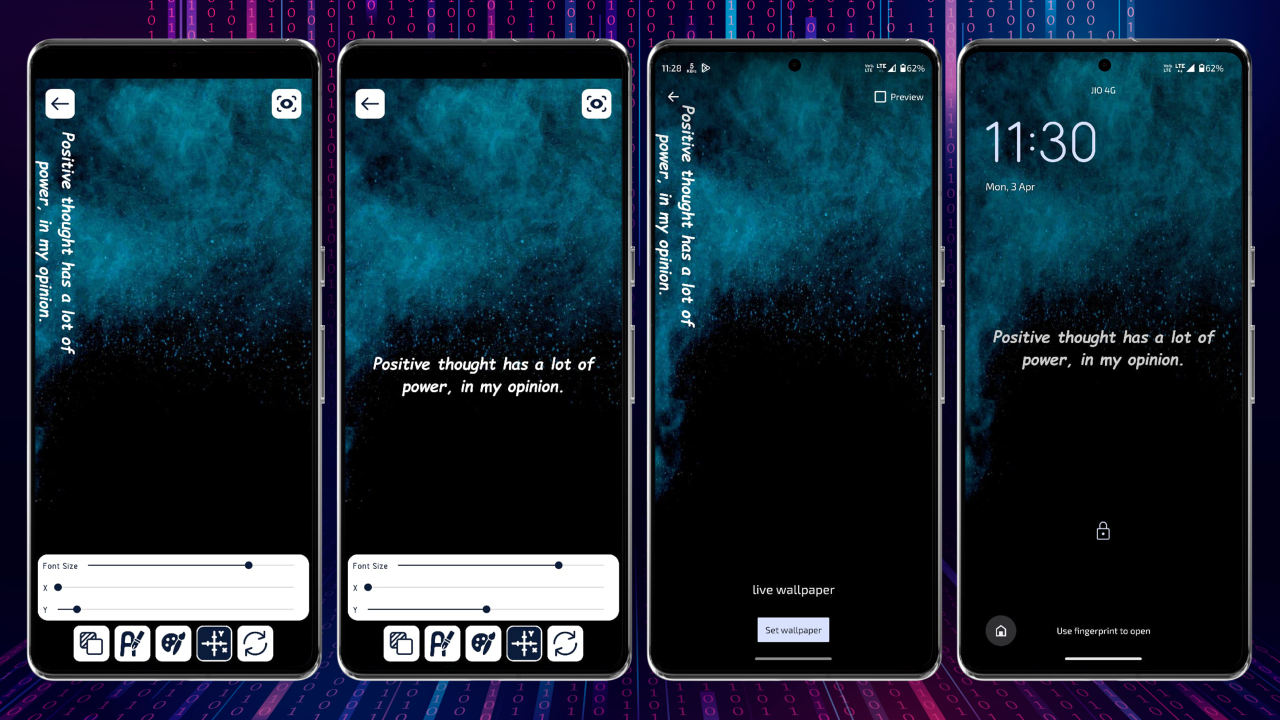 Positive thought has a lot of
power, in my opinion.
Font Size
X
Y
Positive thought has a lot of
power, in my opinion.
Font Size
X
Y
11:28
62%
Preview
Positive thought has a lot of
power, in my opinion.
live wallpaper
Set wallpaper
LTE 62%
JIO 4G
11:30
Mon, 3 Apr
Positive thought has a lot of
power, in my opinion.
Use fingerprint to open